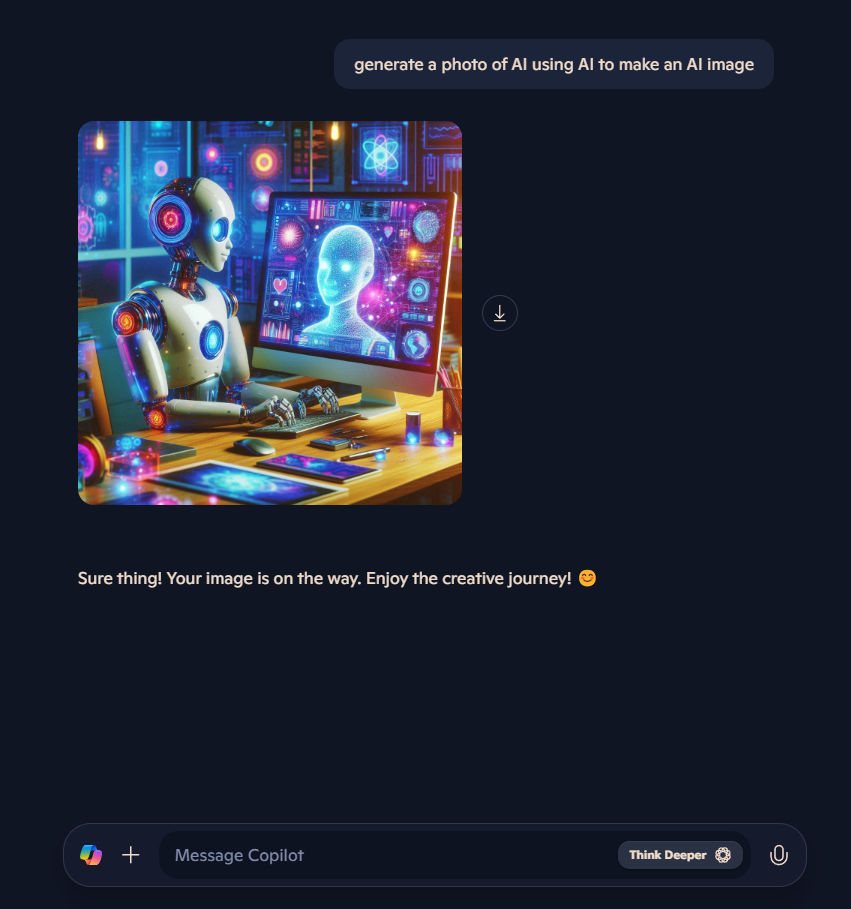 generate a photo of AI using AI to make an AI image
Sure thing! Your image is on the way. Enjoy the creative journey! 😊
Message Copilot
Think Deeper